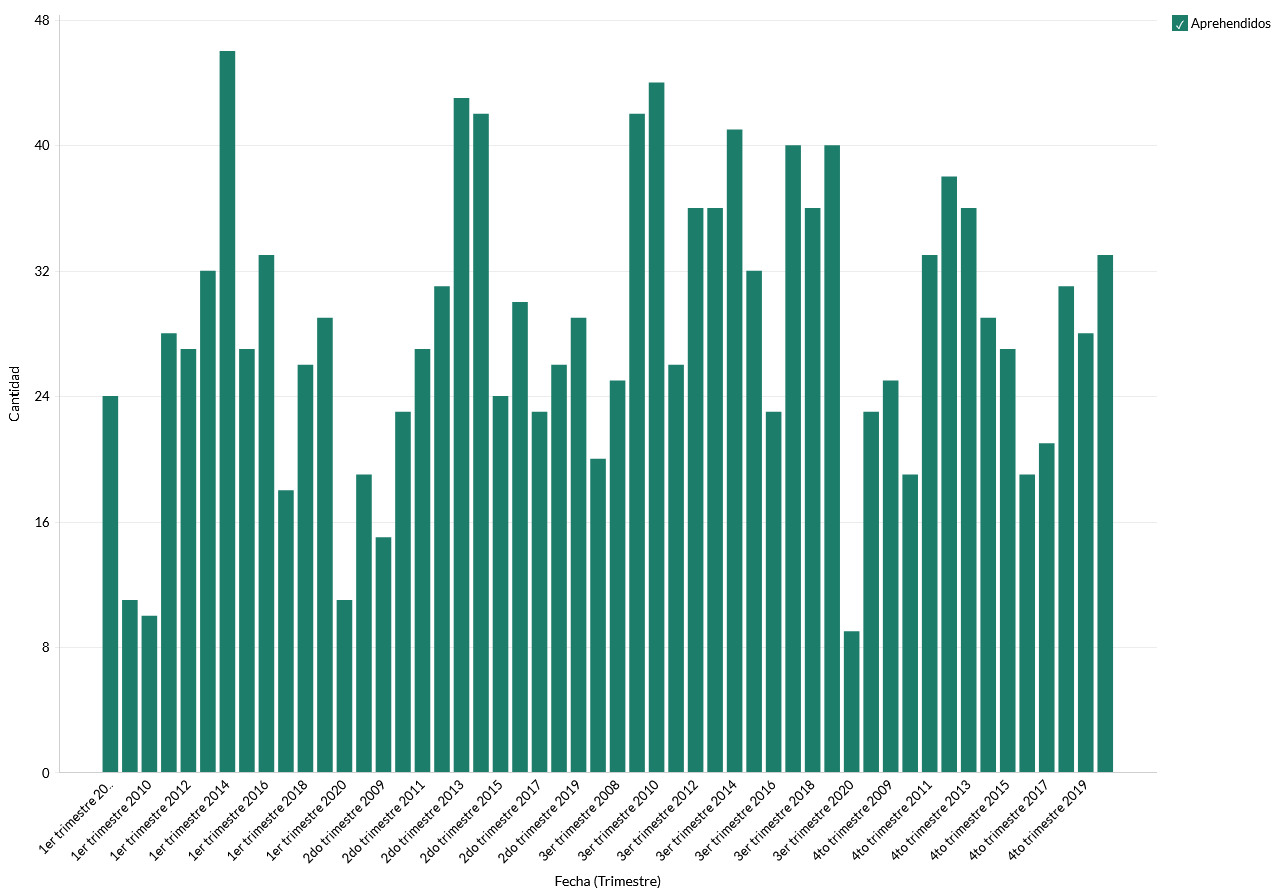 48
40
32
24
16
8
0
Cantidad
1er trimestre 20..
1er trimestre 2010
1er trimestre 2012
1er trimestre 2014
1er trimestre 2016
1er trimestre 2018
1er trimestre 2020
2do trimestre 2009
2do trimestre 2011
2do trimestre 2013
2do trimestre 2015
2do trimestre 2017
2do trimestre 2019
3er trimestre 2008
3er trimestre 2010
3er trimestre 2012
3er trimestre 2014
3er trimestre 2016
3er trimestre 2018
3er trimestre 2020
4to trimestre 2009
4to trimestre 2011
4to trimestre 2013
4to trimestre 2015
4to trimestre 2017
4to trimestre 2019
Fecha (Trimestre)
Aprehendidos